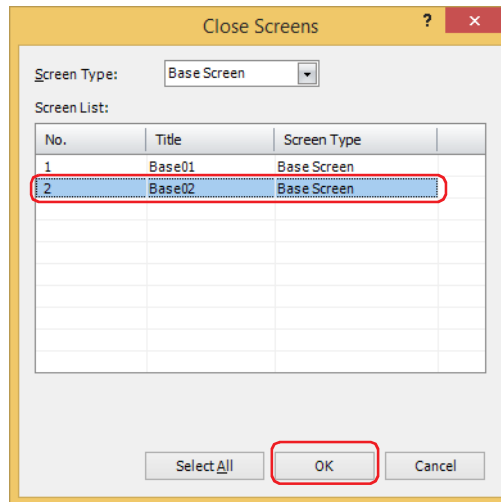 Close Screens ? ×
Screen Type: Base Screen
Screen List:
No. Title Screen Type
1 Base01 Base Screen
2 Base02 Base Screen
Select All OK Cancel